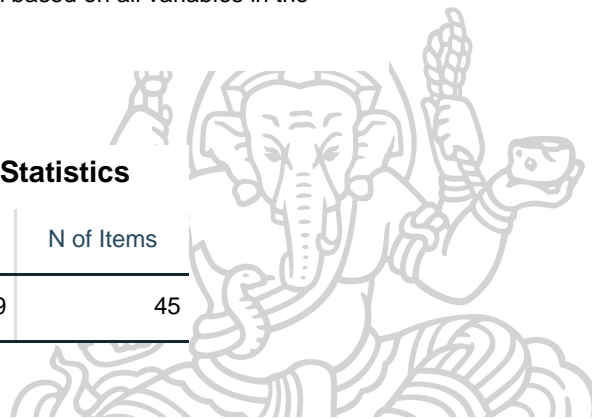 based on all variables in the
Statistics
N of Items
9
45